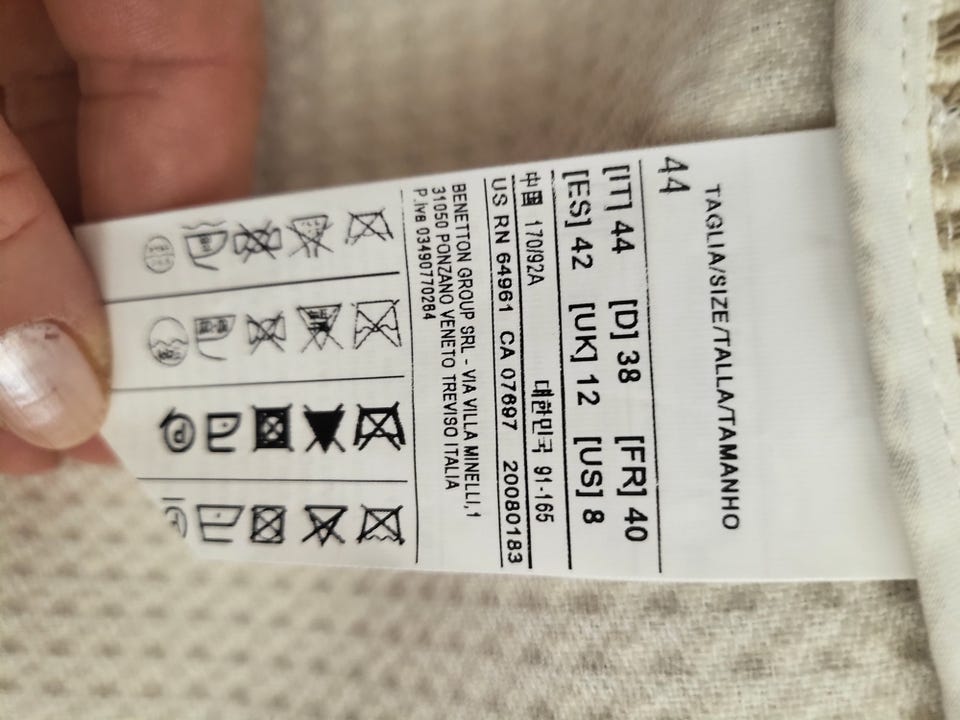 TAGLIA/SIZE/TALLA/TAMANHO
44
[IT] 44 [D] 38 [FR] 40
[ES] 42 [UK] 12 [US] 8
中国 170/92A 대한민국 91-165
US RN 64961 CA 07697 20080183
BENETTON GROUP SRL - VIA VILLA MINELLI,1
31050 PONZANO VENETO TREVISO ITALIA
P.IVA 03490770264